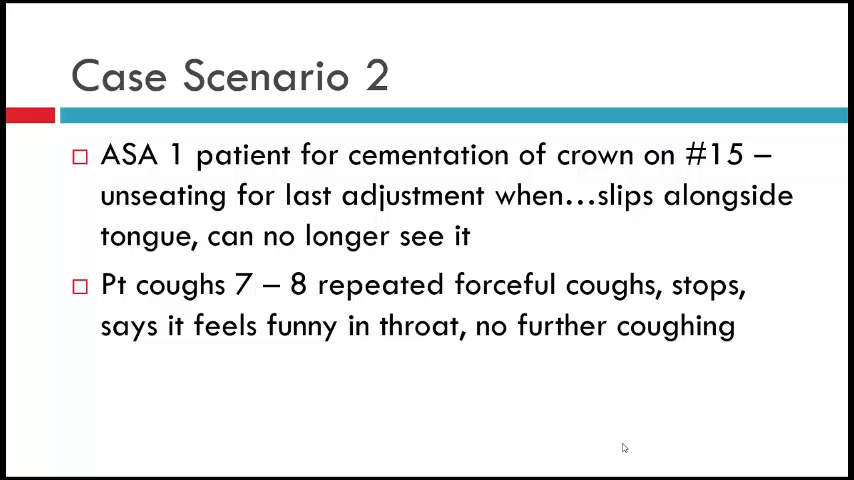 Case Scenario 2
ASA 1 patient for cementation of crown on #15 –
unseating for last adjustment when...slips alongside
tongue, can no longer see it
Pt coughs 7 – 8 repeated forceful coughs, stops,
says it feels funny in throat, no further coughing